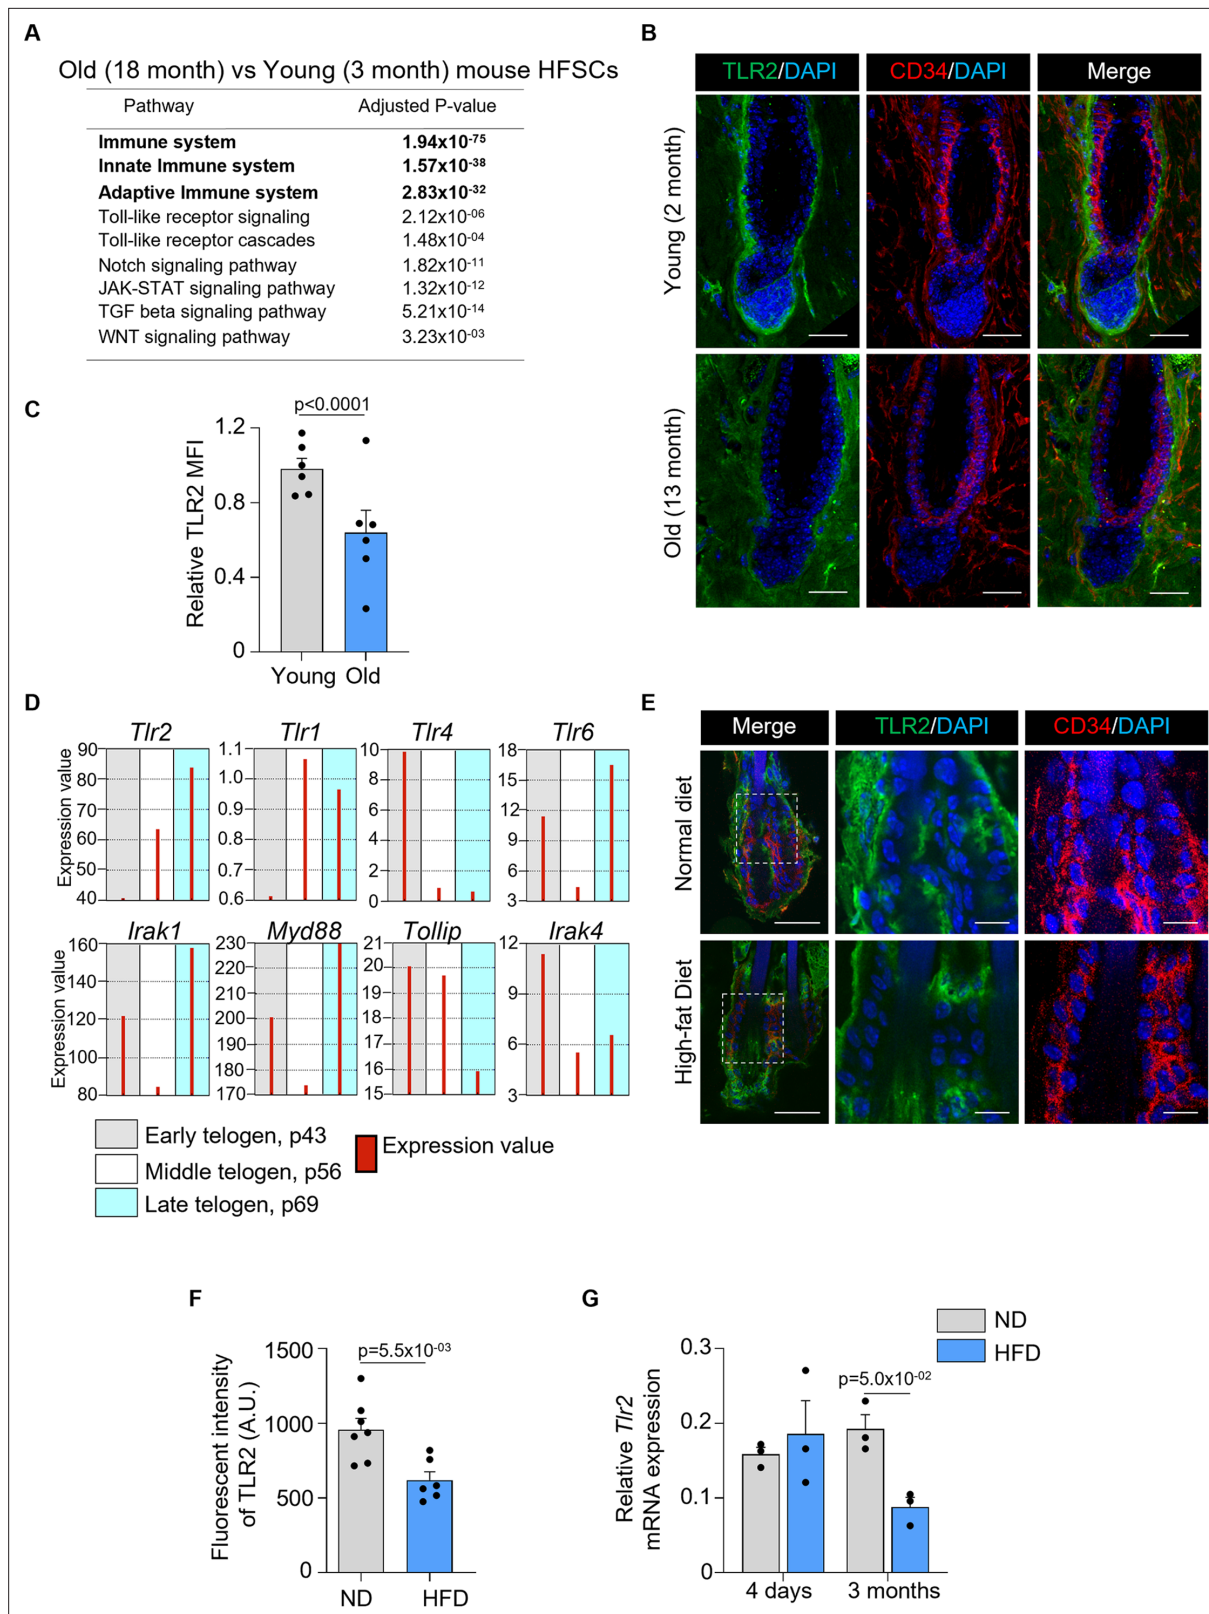 A
Old (18 month) vs Young (3 month) mouse HFSCs
Pathway Adjusted P-value
Immune system 1.94x10-75
Innate Immune system 1.57x10-38
Adaptive Immune system 2.83x10-32
Toll-like receptor signaling 2.12x10-06
Toll-like receptor cascades 1.48x10-04
Notch signaling pathway 1.82x10-11
JAK-STAT signaling pathway 1.32x10-12
TGF beta signaling pathway 5.21x10-14
WNT signaling pathway 3.23x10-03
B
TLR2/DAPI CD34/DAPI Merge
Young (2 month)
Old (13 month)
C
p<0.0001
Relative TLR2 MFI
1.2
0.8
0.4
0
Young Old
D
Tlr2 Tlr1 Tlr4 Tlr6
Expression value
90
80
70
60
50
40
1.1
1.0
0.9
0.8
0.7
0.6
10
8
6
4
2
0
18
15
12
9
6
3
Irak1 Myd88 Tollip Irak4
Expression value
160
140
120
100
80
230
220
210
200
190
180
170
21
20
19
18
17
16
15
12
9
6
3
Early telogen, p43
Middle telogen, p56
Late telogen, p69
Expression value
E
Merge TLR2/DAPI CD34/DAPI
Normal diet
High-fat Diet
F
p=5.5x10-03
Fluorescent intensity
of TLR2 (A.U.)
1500
1000
500
0
ND HFD
G
ND
HFD
p=5.0x10-02
Relative Tlr2
mRNA expression
0.3
0.2
0.1
0
4 days 3 months